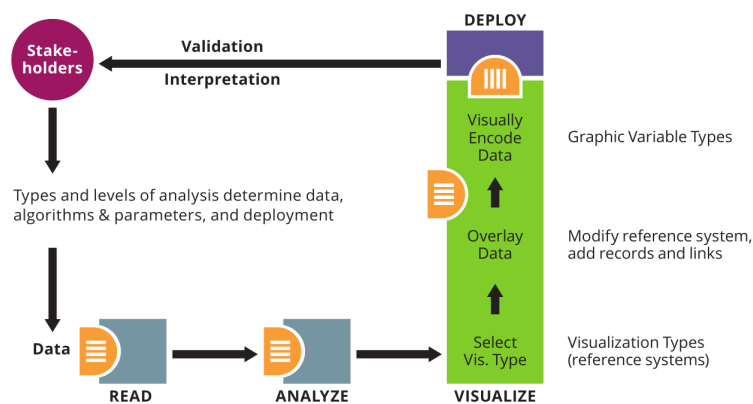 DEPLOY
Stake-
holders
Validation
Interpretation
Visually
Encode
Data
Graphic Variable Types
Types and levels of analysis determine data,
algorithms & parameters, and deployment
Overlay
Data
Modify reference system,
add records and links
Data
Select
Vis. Type
Visualization Types
(reference systems)
READ
ANALYZE
VISUALIZE